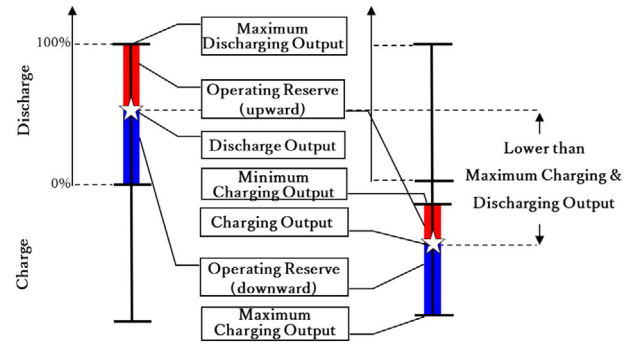 100%
Discharge
0%
Charge
Maximum
Discharging Output
Operating Reserve
(upward)
Discharge Output
Minimum
Charging Output
Charging Output
Operating Reserve
(downward)
Maximum
Charging Output
Lower than
Maximum Charging &
Discharging Output